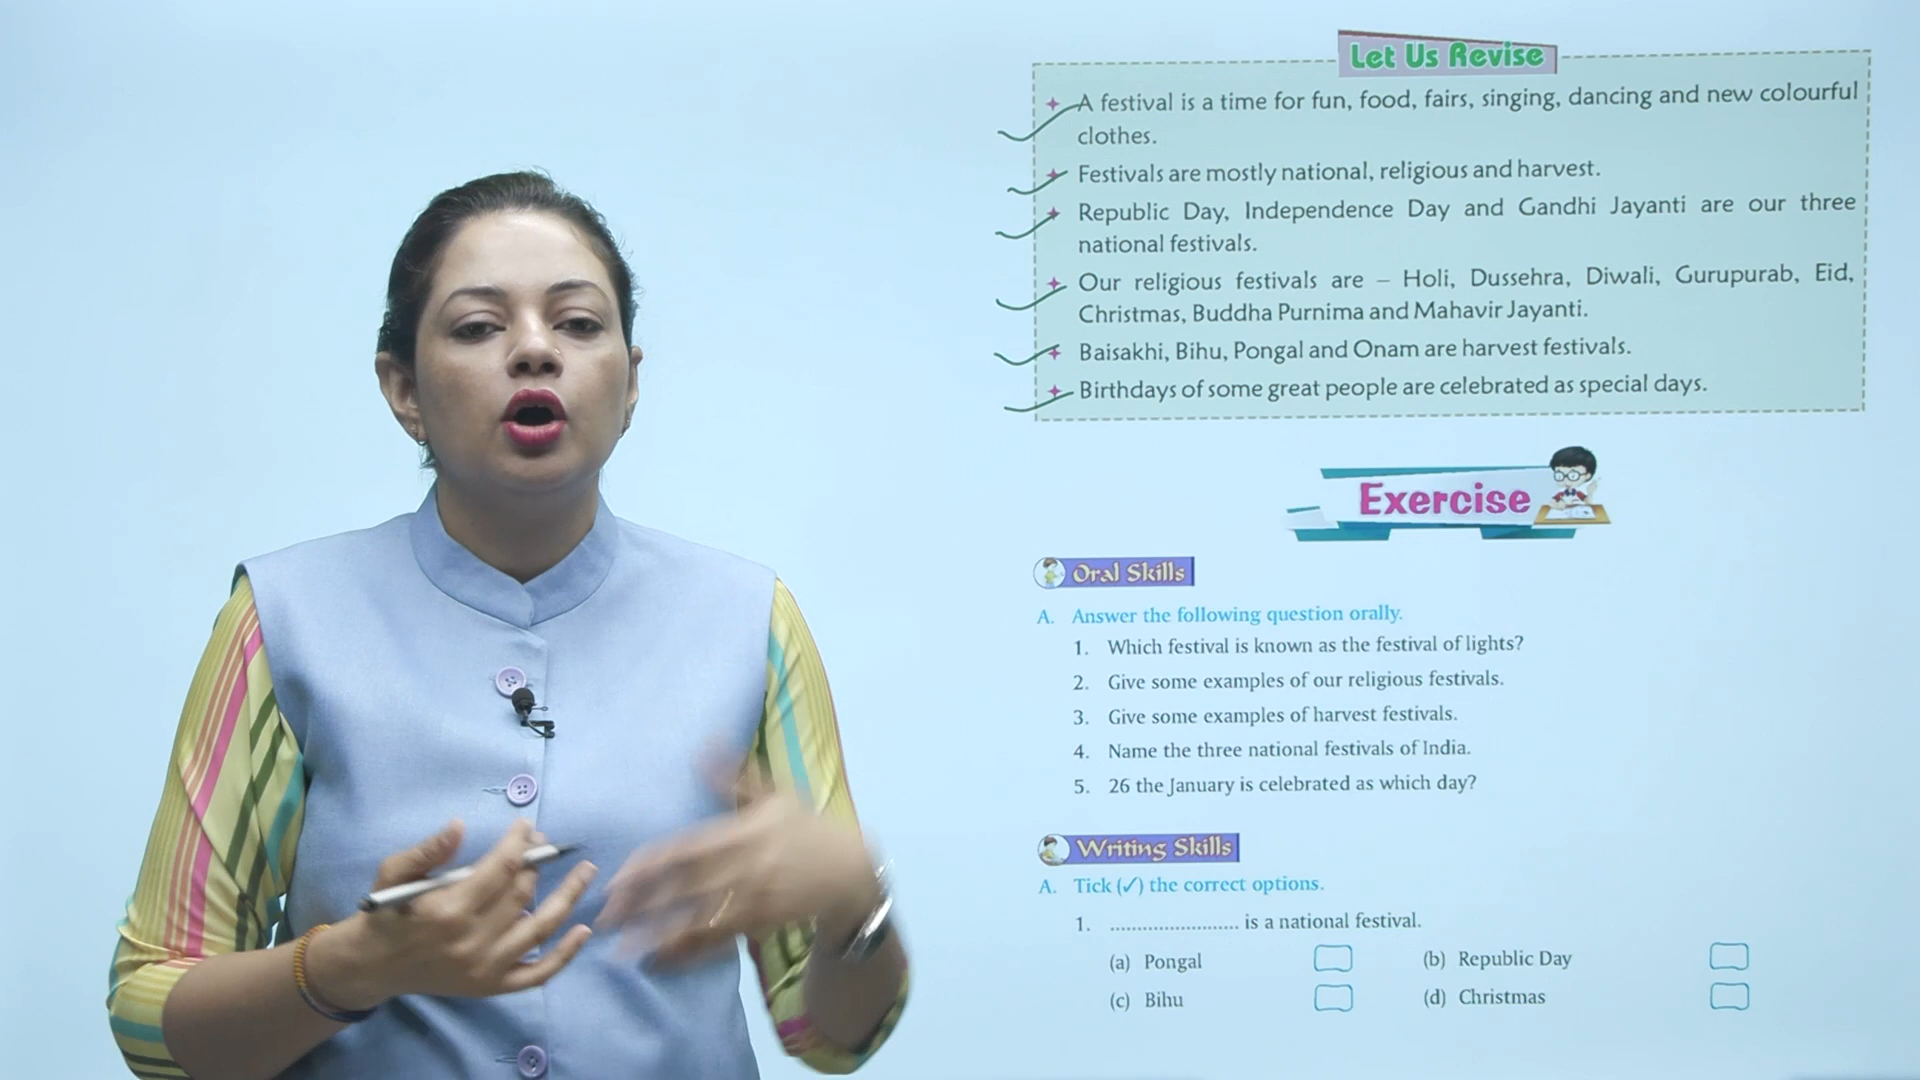 Let Us Revise
A festival is a time for fun, food, fairs, singing, dancing and new colourful
clothes.
Festivals are mostly national, religious and harvest.
Republic Day, Independence Day and Gandhi Jayanti are our three
national festivals.
Our religious festivals are – Holi, Dussehra, Diwali, Gurupurab, Eid,
Christmas, Buddha Purnima and Mahavir Jayanti.
Baisakhi, Bihu, Pongal and Onam are harvest festivals.
Birthdays of some great people are celebrated as special days.
Exercise
Oral Skills
A. Answer the following question orally.
1. Which festival is known as the festival of lights?
2. Give some examples of our religious festivals.
3. Give some examples of harvest festivals.
4. Name the three national festivals of India.
5. 26 the January is celebrated as which day?
Writing Skills
A. Tick (✓) the correct options.
1. ........................ is a national festival.
(a) Pongal (b) Republic Day
(c) Bihu (d) Christmas